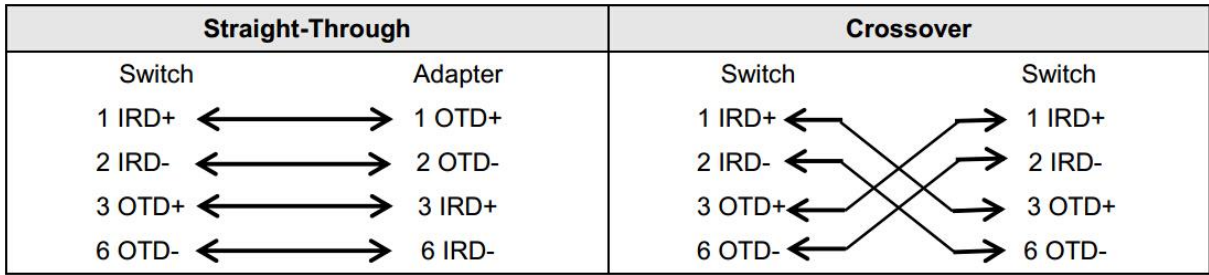 Straight-Through Crossover
Switch Adapter Switch Switch
1 IRD+ 1 OTD+ 1 IRD+ 1 IRD+
2 IRD- 2 OTD- 2 IRD- 2 IRD-
3 OTD+ 3 IRD+ 3 OTD+ 3 OTD+
6 OTD- 6 IRD- 6 OTD- 6 OTD-